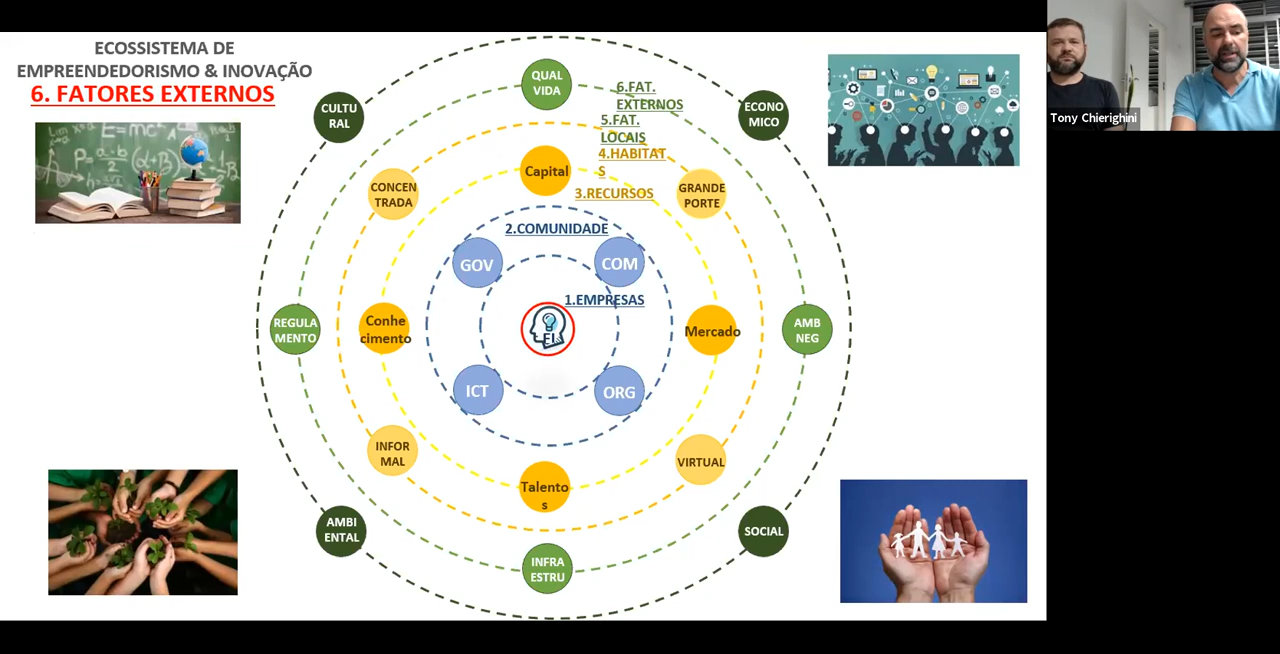 ECOSSISTEMA DE
EMPREENDEDORISMO & INOVAÇÃO
6. FATORES EXTERNOS
E=mc²
QUAL
VIDA
6.FAT.
EXTERNOS
5.FAT.
LOCAIS
4.HABITAT
S
3.RECURSOS
CULTU
RAL
ECONO
MICO
Capital
CONCEN
TRADA
GRANDE
PORTE
2.COMUNIDADE
GOV
COM
1.EMPRESAS
EI
REGULA
MENTO
Conhe
cimento
Mercado
AMB
NEG
ICT
ORG
INFOR
MAL
VIRTUAL
Talento
s
AMBI
ENTAL
SOCIAL
INFRA
ESTRU
Tony Chierighini